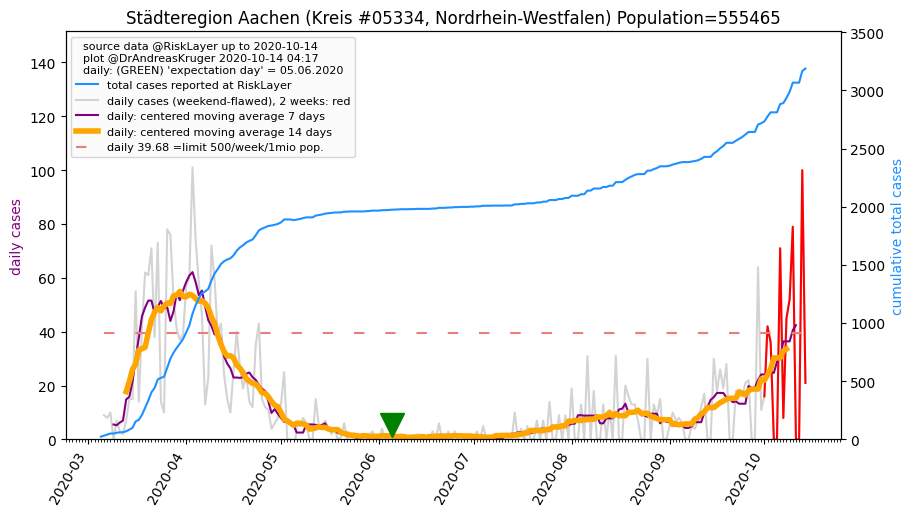 Städteregion Aachen (Kreis #05334, Nordrhein-Westfalen) Population=555465
source data @RiskLayer up to 2020-10-14
plot @DrAndreasKruger 2020-10-14 04:17
daily: (GREEN) 'expectation day' = 05.06.2020
total cases reported at RiskLayer
daily cases (weekend-flawed), 2 weeks: red
daily: centered moving average 7 days
daily: centered moving average 14 days
daily 39.68 =limit 500/week/1mio pop.
daily cases
140
120
100
80
60
40
20
0
cumulative total cases
3500
3000
2500
2000
1500
1000
500
0
2020-03
2020-04
2020-05
2020-06
2020-07
2020-08
2020-09
2020-10